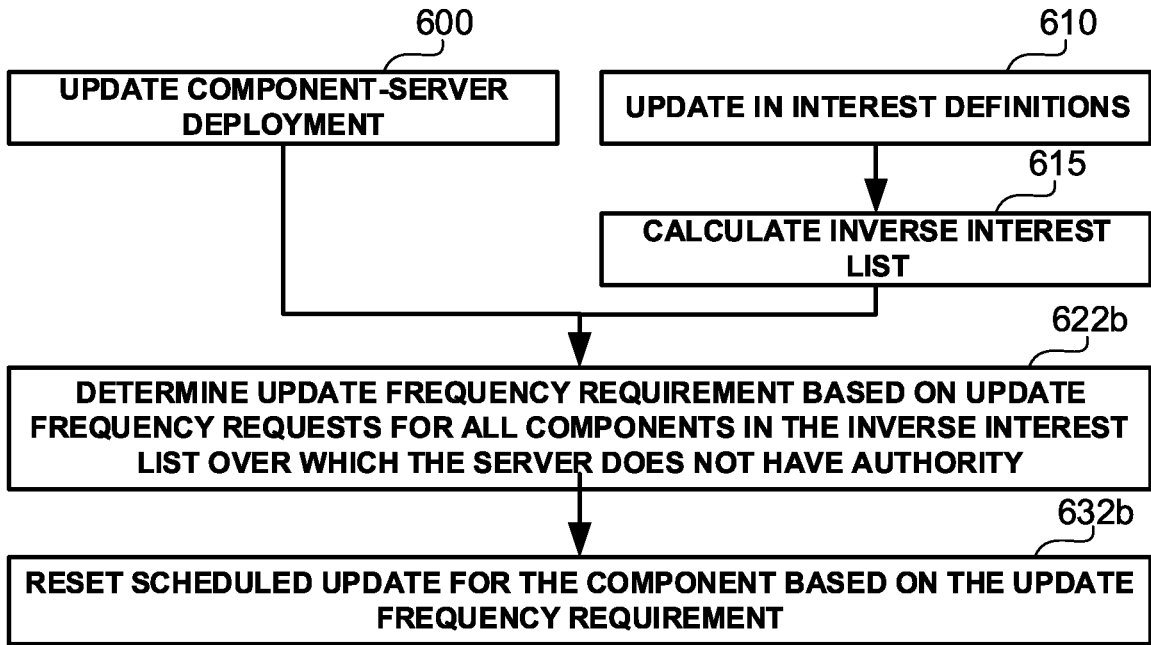 600
UPDATE COMPONENT-SERVER
DEPLOYMENT
610
UPDATE IN INTEREST DEFINITIONS
615
CALCULATE INVERSE INTEREST
LIST
622b
DETERMINE UPDATE FREQUENCY REQUIREMENT BASED ON UPDATE
FREQUENCY REQUESTS FOR ALL COMPONENTS IN THE INVERSE INTEREST
LIST OVER WHICH THE SERVER DOES NOT HAVE AUTHORITY
632b
RESET SCHEDULED UPDATE FOR THE COMPONENT BASED ON THE UPDATE
FREQUENCY REQUIREMENT